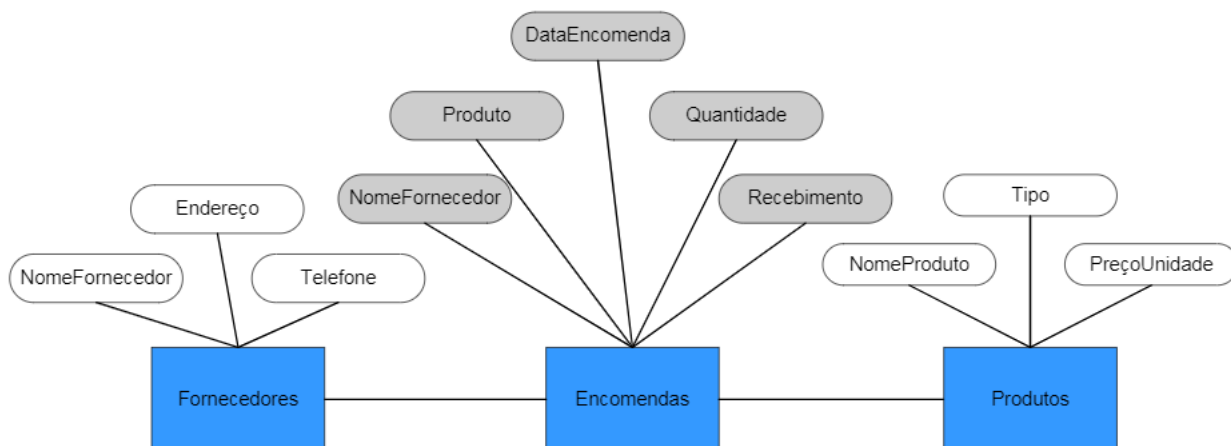 DataEncomenda
Produto
Quantidade
NomeFornecedor
Recebimento
Endereço
Tipo
NomeFornecedor
Telefone
NomeProduto
PreçoUnidade
Fornecedores
Encomendas
Produtos